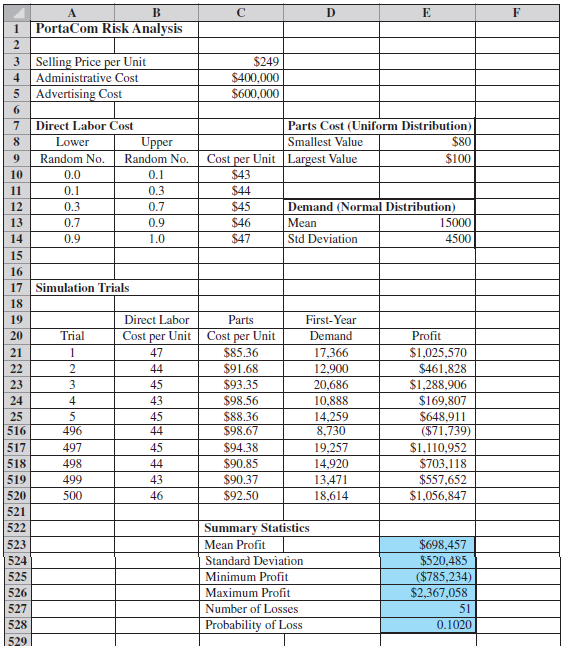 A B C D E F
1 PortaCom Risk Analysis
2
3 Selling Price per Unit $249
4 Administrative Cost $400,000
5 Advertising Cost $600,000
6
7 Direct Labor Cost Parts Cost (Uniform Distribution)
8 Lower Upper Smallest Value $80
9 Random No. Random No. Cost per Unit Largest Value $100
10 0.0 0.1 $43
11 0.1 0.3 $44
12 0.3 0.7 $45 Demand (Normal Distribution)
13 0.7 0.9 $46 Mean 15000
14 0.9 1.0 $47 Std Deviation 4500
15
16
17 Simulation Trials
18
19 Direct Labor Parts First-Year
20 Trial Cost per Unit Cost per Unit Demand Profit
21 1 47 $85.36 17,366 $1,025,570
22 2 44 $91.68 12,900 $461,828
23 3 45 $93.35 20,686 $1,288,906
24 4 43 $98.56 10,888 $169,807
25 5 45 $88.36 14,259 $648,911
516 496 44 $98.67 8,730 ($71,739)
517 497 45 $94.38 19,257 $1,110,952
518 498 44 $90.85 14,920 $703,118
519 499 43 $90.37 13,471 $557,652
520 500 46 $92.50 18,614 $1,056,847
521
522 Summary Statistics
523 Mean Profit $698,457
524 Standard Deviation $520,485
525 Minimum Profit ($785,234)
526 Maximum Profit $2,367,058
527 Number of Losses 51
528 Probability of Loss 0.1020
529